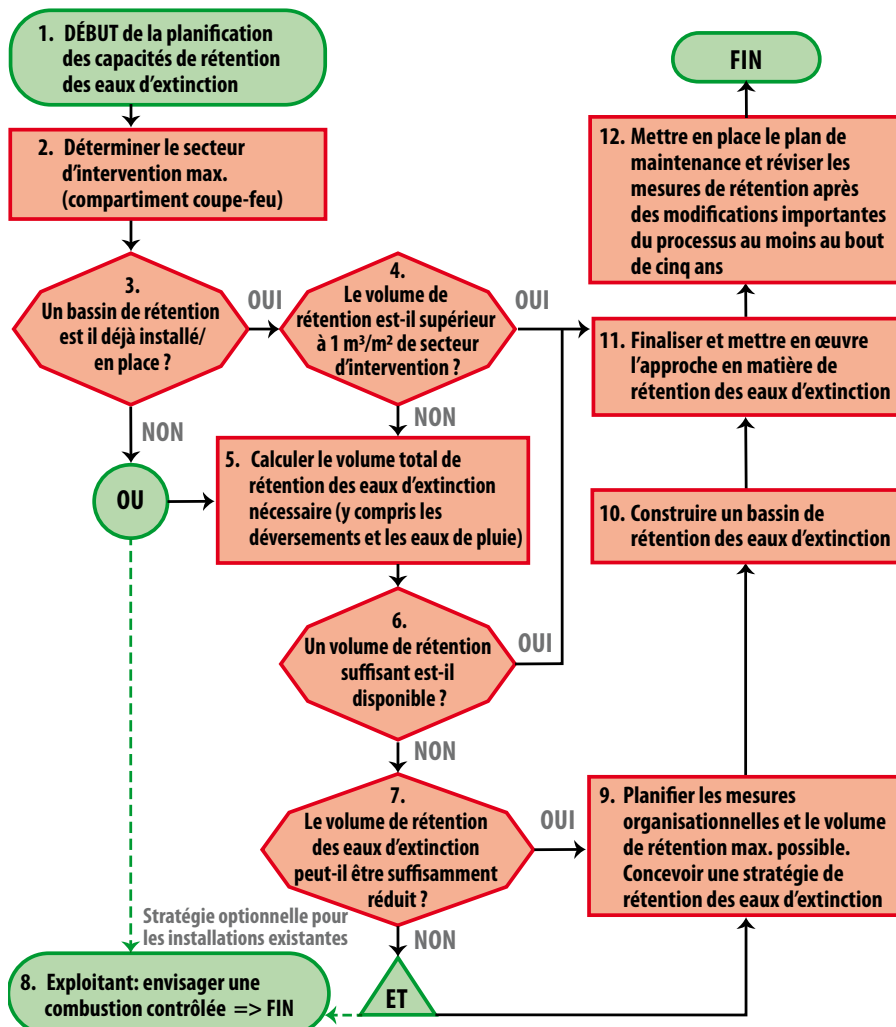 1. DÉBUT de la planification
des capacités de rétention
des eaux d'extinction
2. Déterminer le secteur
d'intervention max.
(compartiment coupe-feu)
3.
Un bassin de rétention
est il déjà installé/
en place ?
OUI
NON
4.
Le volume de
rétention est-il supérieur
à 1 m³/m² de secteur
d'intervention ?
OUI
NON
OU
5. Calculer le volume total de
rétention des eaux d'extinction
nécessaire (y compris les
déversements et les eaux de pluie)
6.
Un volume de rétention
suffisant est-il
disponible ?
OUI
NON
7.
Le volume de rétention
des eaux d'extinction
peut-il être suffisamment
réduit ?
OUI
NON
Stratégie optionnelle pour
les installations existantes
8. Exploitant: envisager une
combustion contrôlée => FIN
ET
9. Planifier les mesures
organisationnelles et le volume
de rétention max. possible.
Concevoir une stratégie de
rétention des eaux d'extinction
10. Construire un bassin de
rétention des eaux d'extinction
11. Finaliser et mettre en œuvre
l'approche en matière de
rétention des eaux d'extinction
12. Mettre en place le plan de
maintenance et réviser les
mesures de rétention après
des modifications importantes
du processus au moins au bout
de cinq ans
FIN